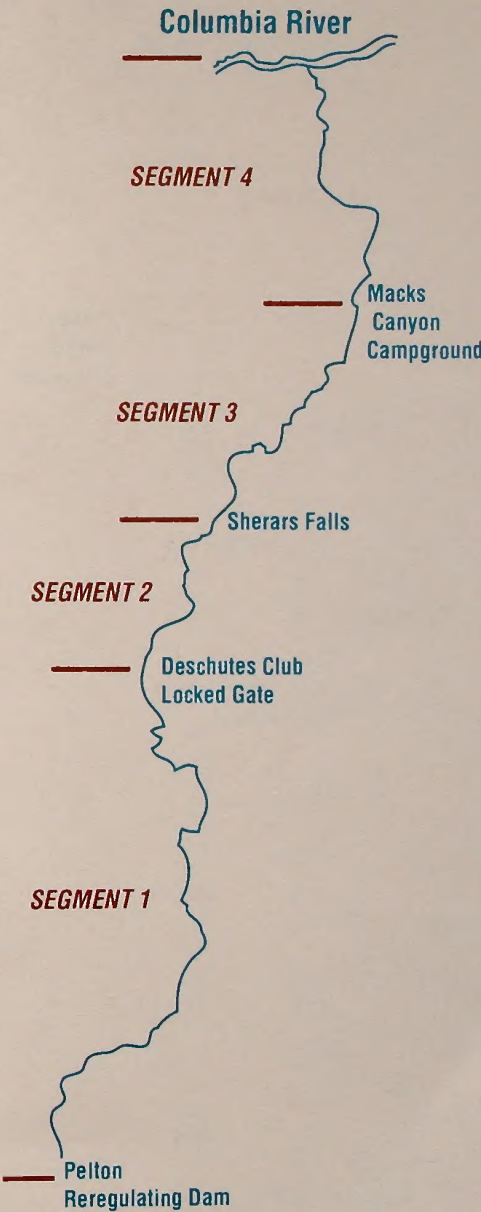 Columbia River
SEGMENT 4
Macks
Canyon
Campground
SEGMENT 3
Sherars Falls
SEGMENT 2
Deschutes Club
Locked Gate
SEGMENT 1
Pelton
Reregulating Dam